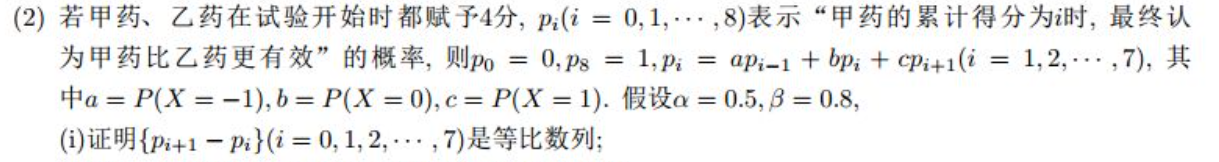 (2) 若甲药、乙药在试验开始时都赋予4分, pᵢ(i = 0, 1, ⋯ , 8)表示“甲药的累计得分为i时, 最终认
为甲药比乙药更有效”的概率, 则p₀ = 0, p₈ = 1, pᵢ = apᵢ₋₁ + bpᵢ + cpᵢ₊₁(i = 1, 2, ⋯ , 7), 其
中a = P(X = −1), b = P(X = 0), c = P(X = 1). 假设α = 0.5, β = 0.8,
(i)证明{pᵢ₊₁ − pᵢ}(i = 0, 1, 2, ⋯ , 7)是等比数列;